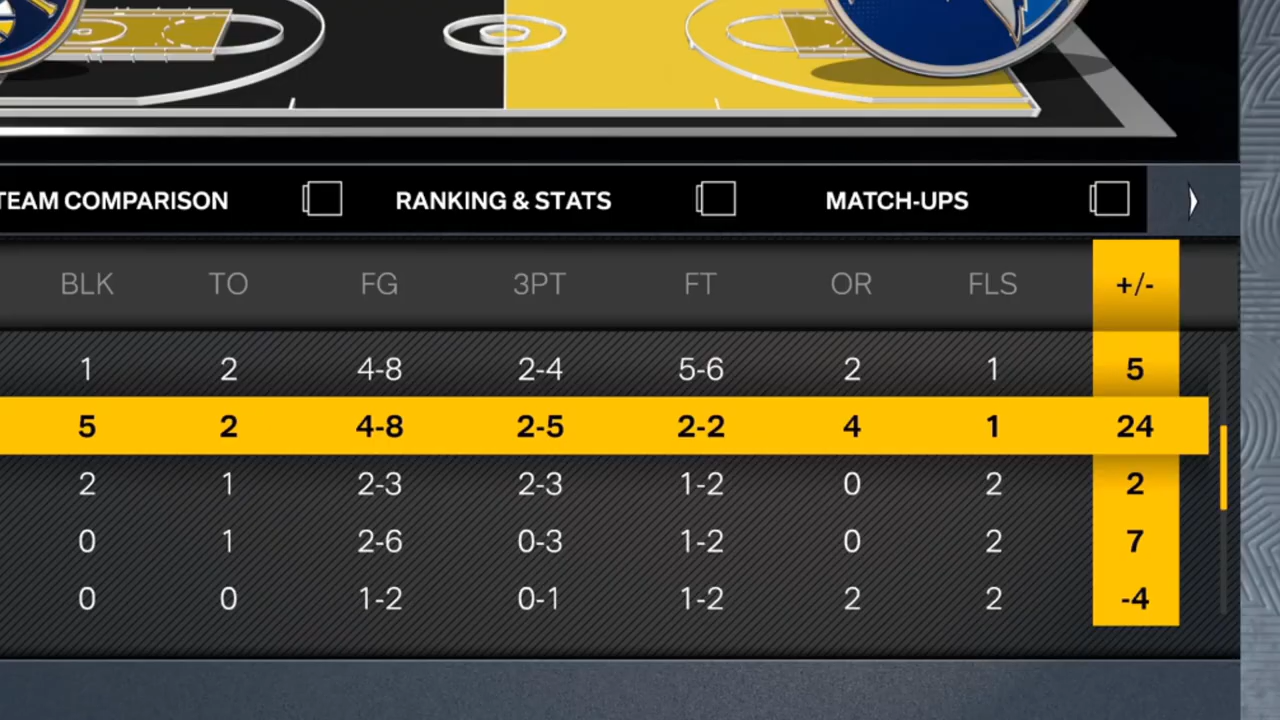 TEAM COMPARISON RANKING & STATS MATCH-UPS
BLK TO FG 3PT FT OR FLS +/-
1 2 4-8 2-4 5-6 2 1 5
5 2 4-8 2-5 2-2 4 1 24
2 1 2-3 2-3 1-2 0 2 2
0 1 2-6 0-3 1-2 0 2 7
0 0 1-2 0-1 1-2 2 2 -4